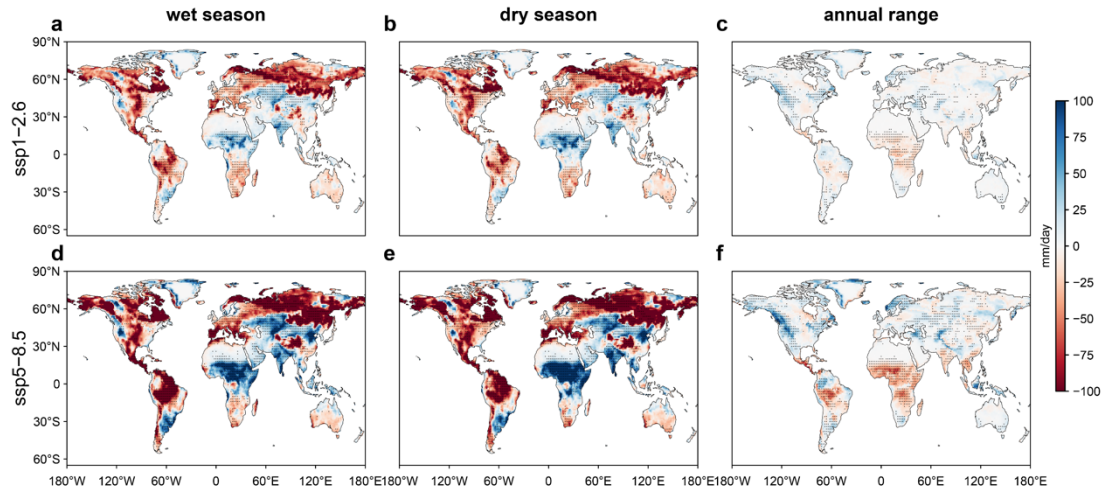 wet season
dry season
annual range
a
b
c
ssp1−2.6
90°N
60°N
30°N
0
30°S
60°S
d
e
f
ssp5−8.5
90°N
60°N
30°N
0
30°S
60°S
180°W 120°W 60°W 0 60°E 120°E 180°E
180°W 120°W 60°W 0 60°E 120°E 180°E
180°W 120°W 60°W 0 60°E 120°E 180°E
mm/day
100
75
50
25
0
−25
−50
−75
−100